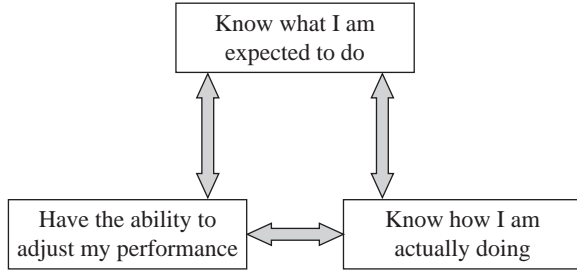 Know what I am
expected to do
Have the ability to
adjust my performance
Know how I am
actually doing